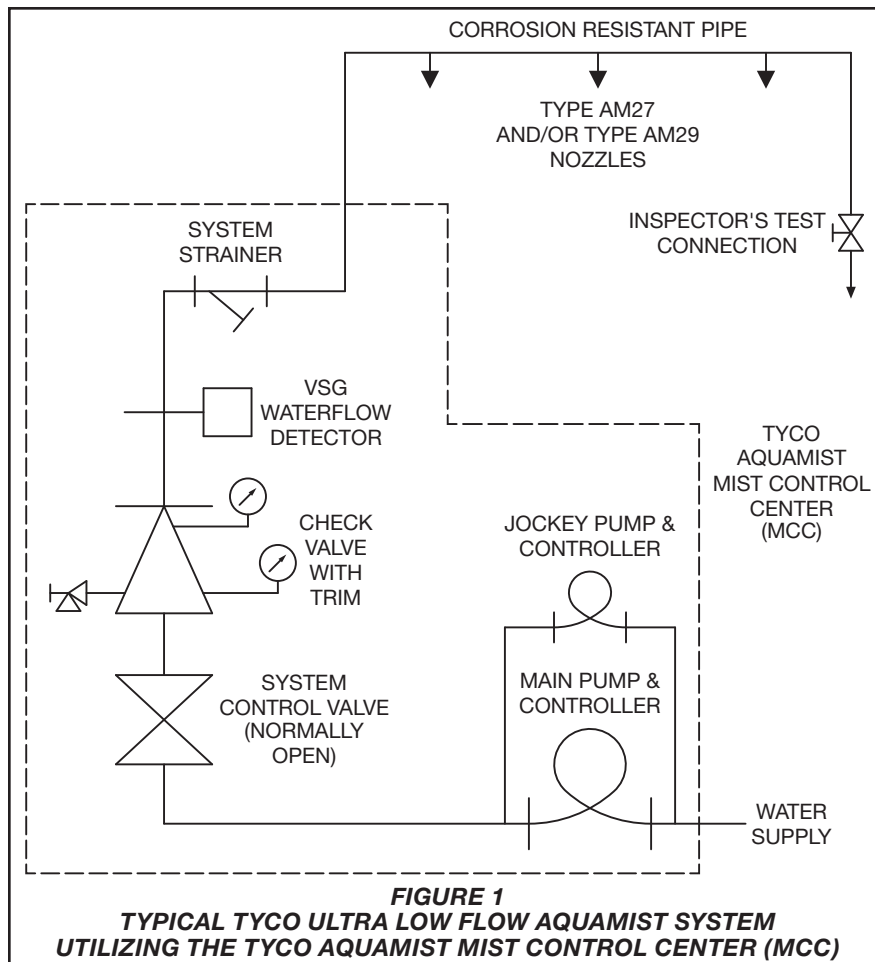 CORROSION RESISTANT PIPE
TYPE AM27
AND/OR TYPE AM29
NOZZLES
INSPECTOR'S TEST
CONNECTION
SYSTEM
STRAINER
VSG
WATERFLOW
DETECTOR
TYCO
AQUAMIST
MIST CONTROL
CENTER
(MCC)
CHECK
VALVE
WITH
TRIM
JOCKEY PUMP &
CONTROLLER
SYSTEM
CONTROL VALVE
(NORMALLY
OPEN)
MAIN PUMP &
CONTROLLER
WATER
SUPPLY
FIGURE 1
TYPICAL TYCO ULTRA LOW FLOW AQUAMIST SYSTEM
UTILIZING THE TYCO AQUAMIST MIST CONTROL CENTER (MCC)